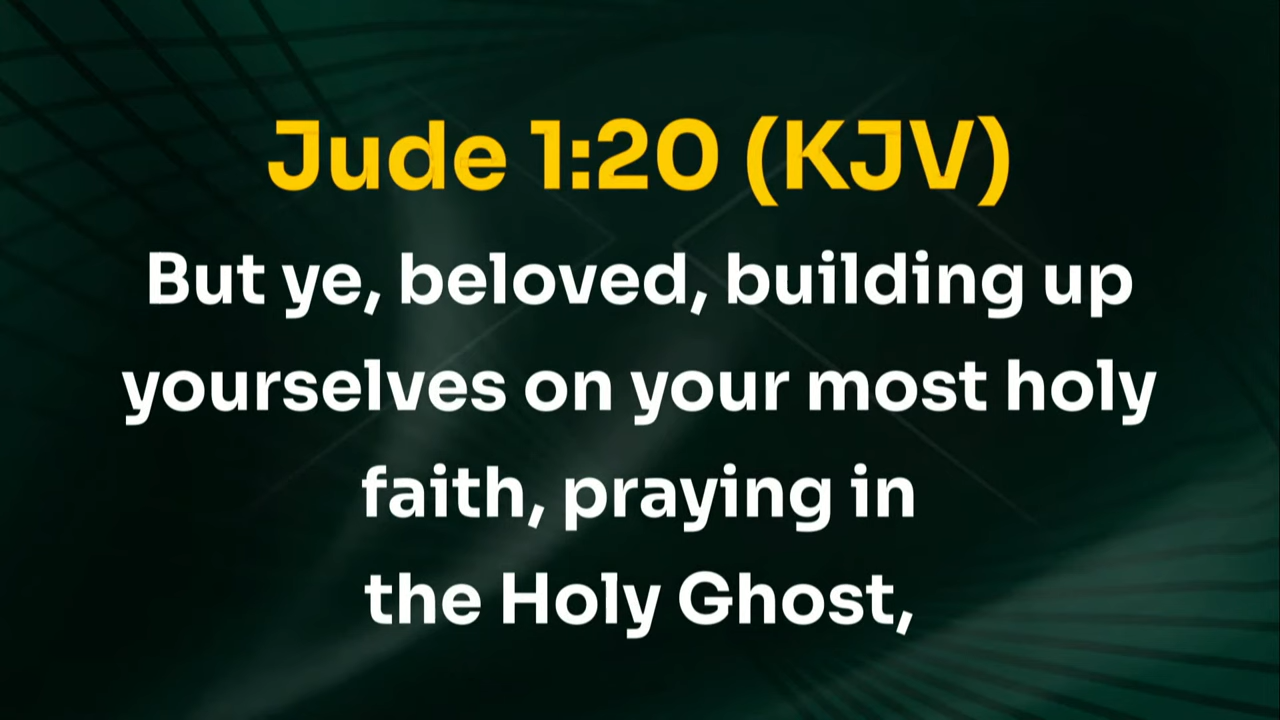 Jude 1:20 (KJV)
But ye, beloved, building up
yourselves on your most holy
faith, praying in
the Holy Ghost,